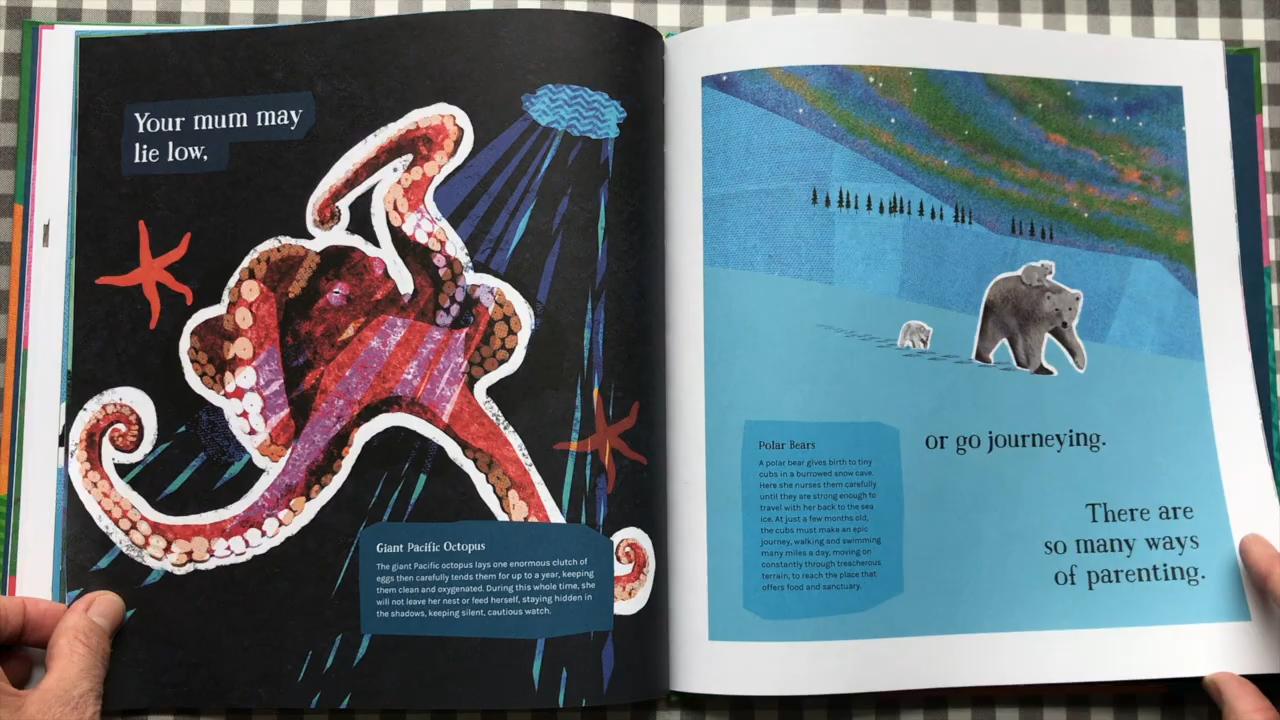 Your mum may
lie low,
Giant Pacific Octopus
The giant Pacific octopus lays one enormous clutch of
eggs then carefully tends them for up to a year, keeping
them clean and oxygenated. During this whole time, she
will not leave her nest or feed herself, staying hidden in
the shadows, keeping silent, cautious watch.
or go journeying.
Polar Bears
A polar bear gives birth to tiny
cubs in a burrowed snow cave.
Here she nurses them carefully
until they are strong enough to
travel with her back to the sea
ice. At just a few months old,
the cubs must make an epic
journey, walking and swimming
many miles a day, moving on
constantly through treacherous
terrain, to reach the place that
offers food and sanctuary.
There are
so many ways
of parenting.